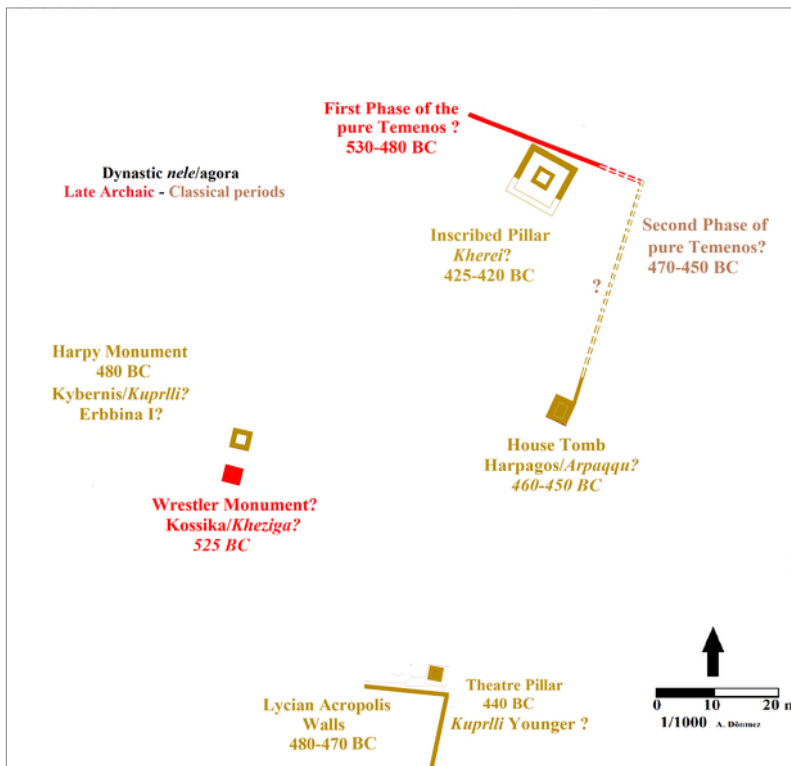 First Phase of the
pure Temenos ?
530-480 BC
Dynastic nele/agora
Late Archaic - Classical periods
Inscribed Pillar
Kherei?
425-420 BC
Second Phase of
pure Temenos?
470-450 BC
?
Harpy Monument
480 BC
Kybernis/Kuprlli?
Erbbina I?
House Tomb
Harpagos/Arpaqqu?
460-450 BC
Wrestler Monument?
Kossika/Kheziga?
525 BC
Lycian Acropolis
Walls
480-470 BC
Theatre Pillar
440 BC
Kuprlli Younger ?
0 10 20 m
1/1000 A. Dönmez